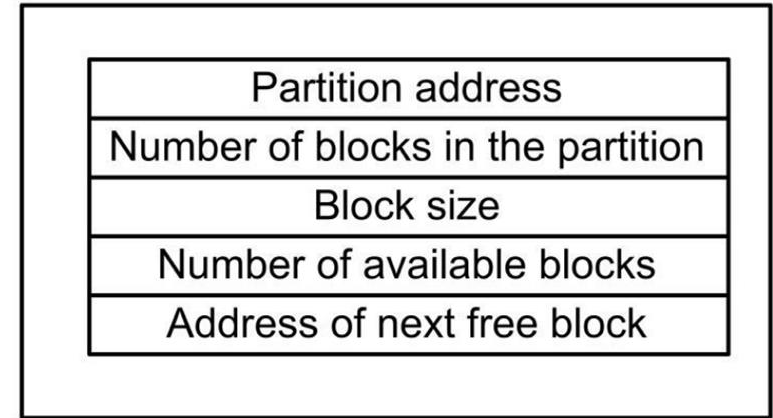 Partition address
Number of blocks in the partition
Block size
Number of available blocks
Address of next free block